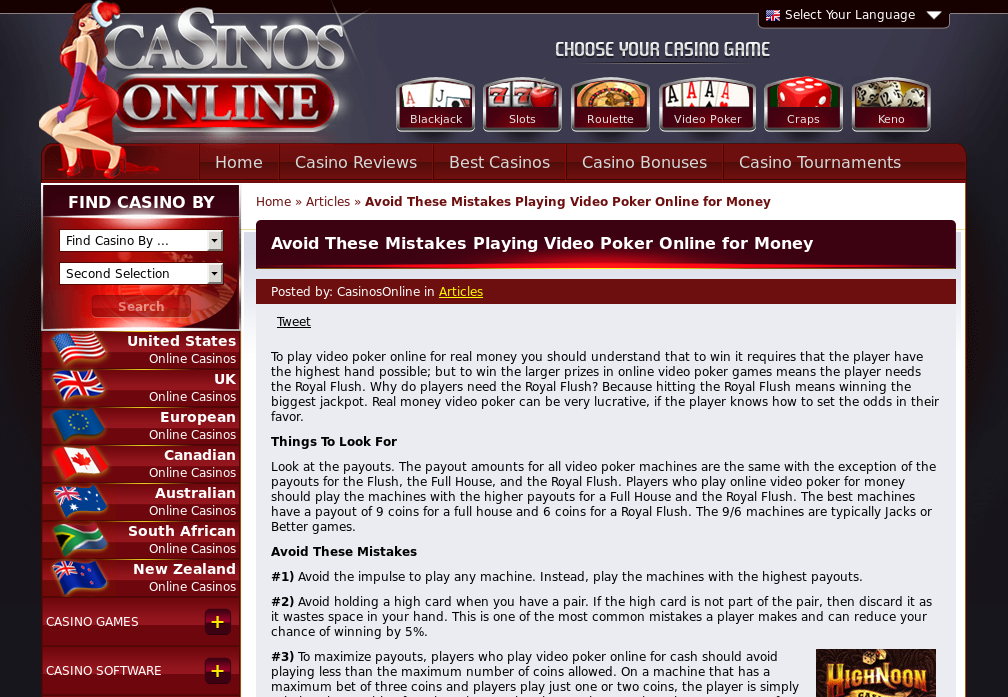 CASINOS
ONLINE
Select Your Language
CHOOSE YOUR CASINO GAME
Blackjack
Slots
Roulette
Video Poker
Craps
Keno
Home
Casino Reviews
Best Casinos
Casino Bonuses
Casino Tournaments
FIND CASINO BY
Find Casino By ...
Second Selection
Search
United States
Online Casinos
UK
Online Casinos
European
Online Casinos
Canadian
Online Casinos
Australian
Online Casinos
South African
Online Casinos
New Zealand
Online Casinos
CASINO GAMES +
CASINO SOFTWARE +
Home » Articles » Avoid These Mistakes Playing Video Poker Online for Money
Avoid These Mistakes Playing Video Poker Online for Money
Posted by: CasinosOnline in Articles
Tweet
To play video poker online for real money you should understand that to win it requires that the player have
the highest hand possible; but to win the larger prizes in online video poker games means the player needs
the Royal Flush. Why do players need the Royal Flush? Because hitting the Royal Flush means winning the
biggest jackpot. Real money video poker can be very lucrative, if the player knows how to set the odds in their
favor.
Things To Look For
Look at the payouts. The payout amounts for all video poker machines are the same with the exception of the
payouts for the Flush, the Full House, and the Royal Flush. Players who play online video poker for money
should play the machines with the higher payouts for a Full House and the Royal Flush. The best machines
have a payout of 9 coins for a full house and 6 coins for a Royal Flush. The 9/6 machines are typically Jacks or
Better games.
Avoid These Mistakes
#1) Avoid the impulse to play any machine. Instead, play the machines with the highest payouts.
#2) Avoid holding a high card when you have a pair. If the high card is not part of the pair, then discard it as
it wastes space in your hand. This is one of the most common mistakes a player makes and can reduce your
chance of winning by 5%.
#3) To maximize payouts, players who play video poker online for cash should avoid
playing less than the maximum number of coins allowed. On a machine that has a
maximum bet of three coins and players play just one or two coins, the player is simply
HIGH NOON